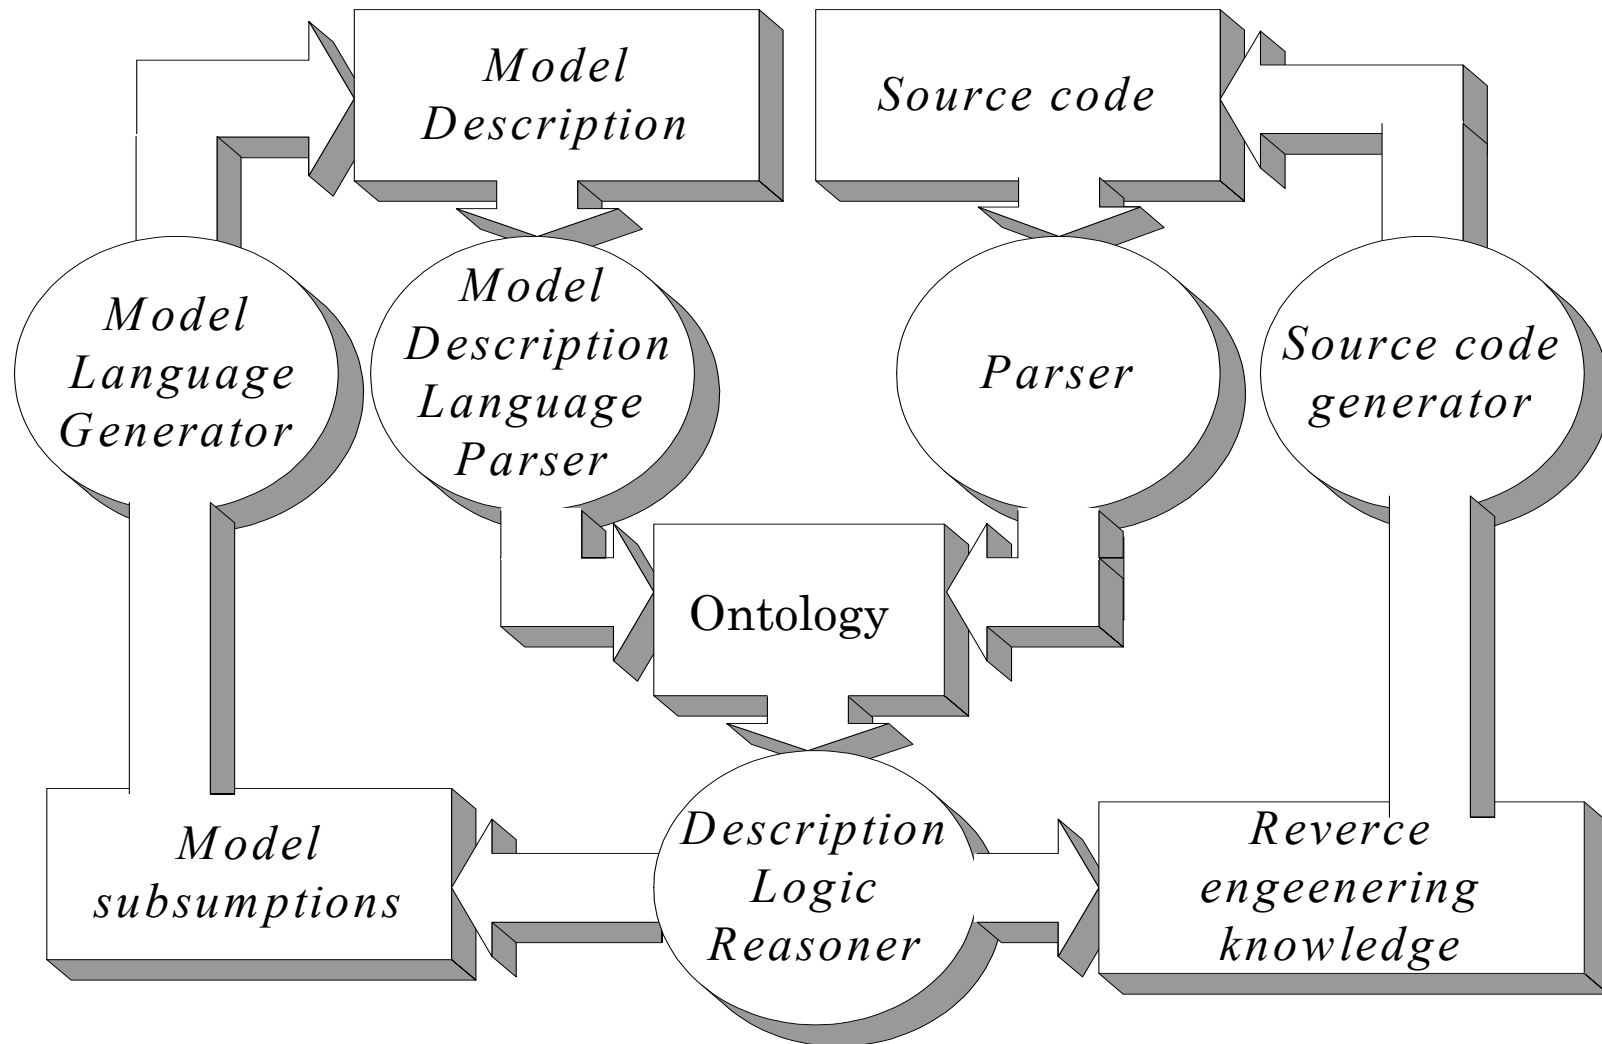 Model
Description
Source code
Model
Language
Generator
Model
Description
Language
Parser
Parser
Source code
generator
Ontology
Model
subsumptions
Description
Logic
Reasoner
Reverce
engeenering
knowledge